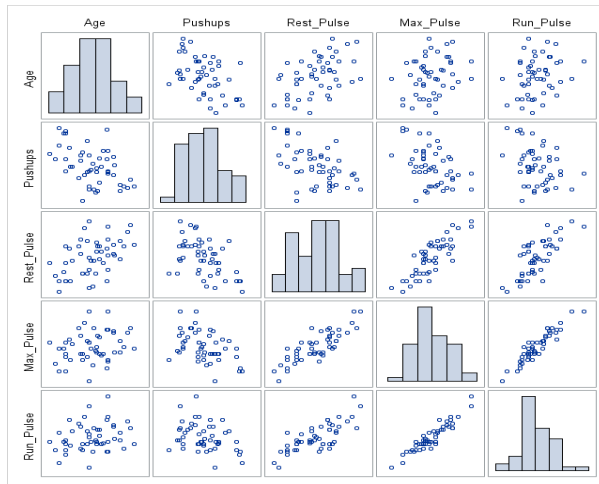 Age Pushups Rest_Pulse Max_Pulse Run_Pulse
Age
Pushups
Rest_Pulse
Max_Pulse
Run_Pulse